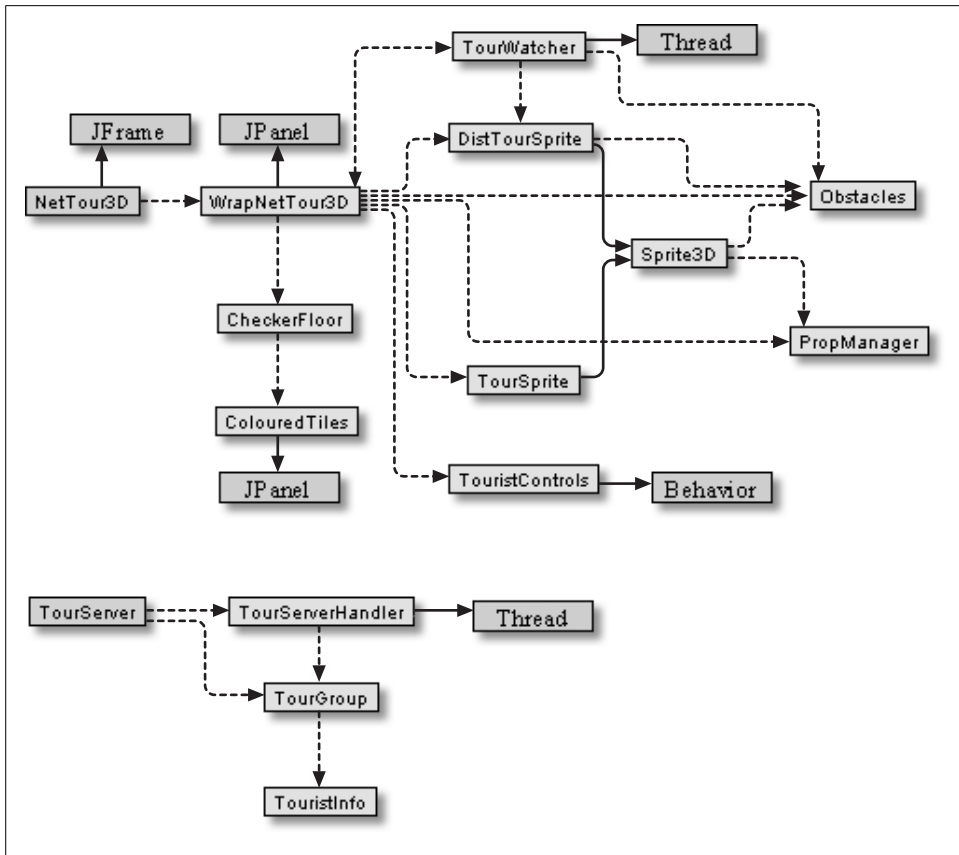 TourWatcher
Thread
JFrame
JPanel
DistTourSprite
NetTour3D
WrapNetTour3D
Obstacles
Sprite3D
CheckerFloor
PropManager
TourSprite
ColouredTiles
JPanel
TouristControls
Behavior
TourServer
TourServerHandler
Thread
TourGroup
TouristInfo